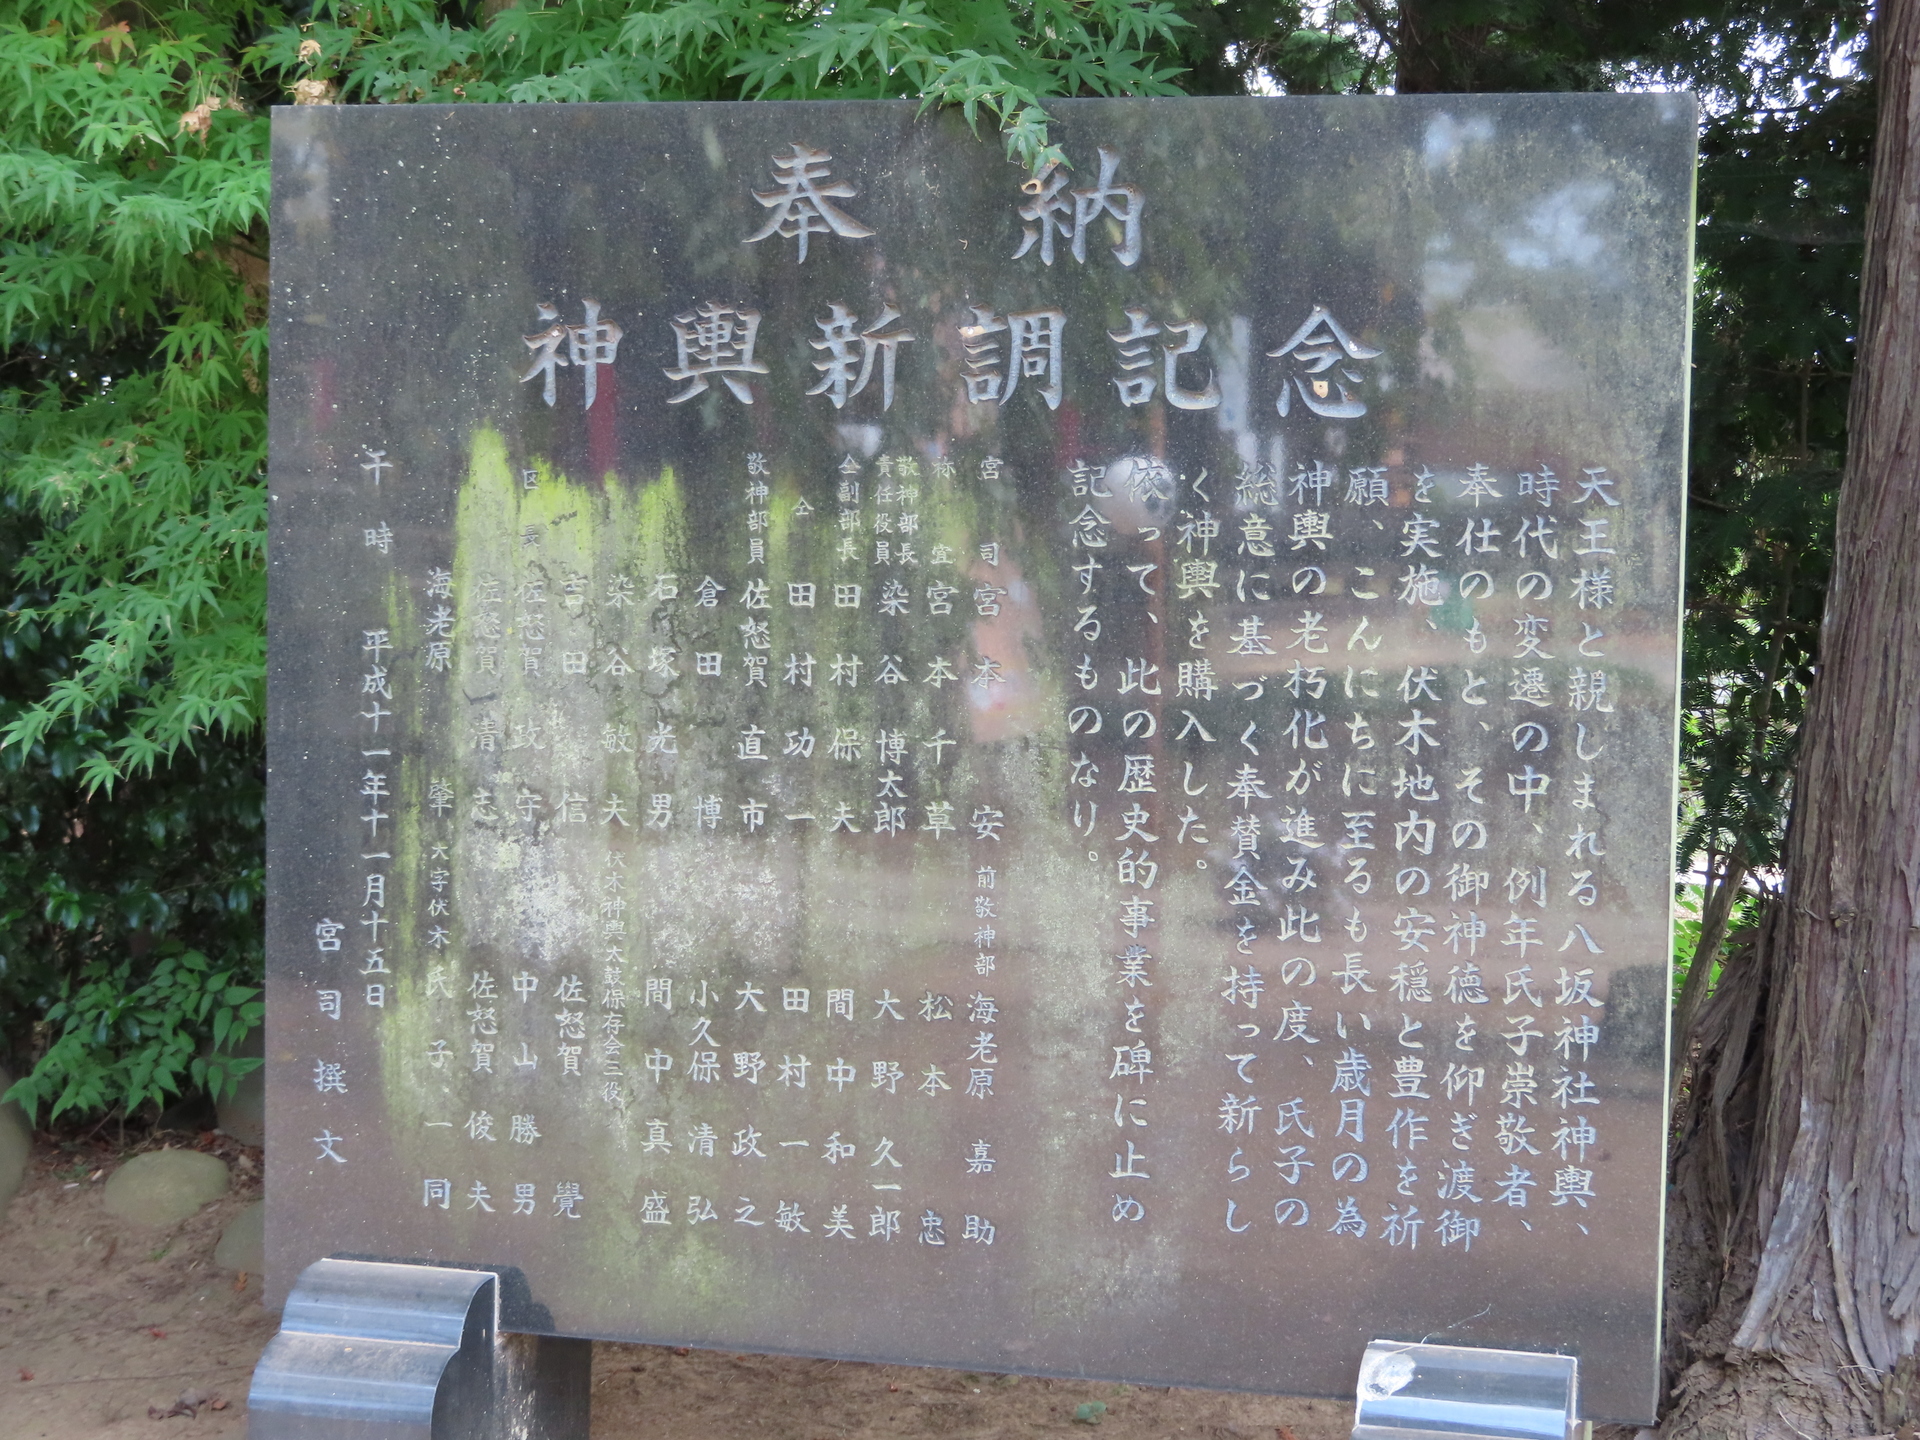 奉納
神輿新調記念
天王様と親しまれる八坂神社神輿、
時代の変遷の中、例年氏子崇敬者、
奉仕のもと、その御神徳を仰ぎ渡御
を実施、伏木地内の安穏と豊作を祈
願、こんにちに至るも長い歳月の為
神輿の老朽化が進み此の度、氏子の
総意に基づく奉賛金を持って新らし
く神輿を購入した。
依って、此の歴史的事業を碑に止め
記念するものなり。
宮司 宮本 安 前敬神部 海老原 嘉助
祢宜 宮本千草 松本 忠
敬神部長 責任役員 染谷博太郎 大野久一郎
仝副部長 田村保夫 間中和美
仝 田村功一 田村一敏
敬神部員 佐怒賀直市 大野政之
倉田 博 小久保清弘
石塚光男 間中真盛
染谷敏夫 伏木神輿太鼓保存会三役
吉田 信 佐怒賀 覺
区長 佐怒賀政守 中山勝男
佐怒賀清志 佐怒賀俊夫
海老原 肇 大字伏木 氏子、一同
干時 平成十一年十一月十五日
宮司 撰文